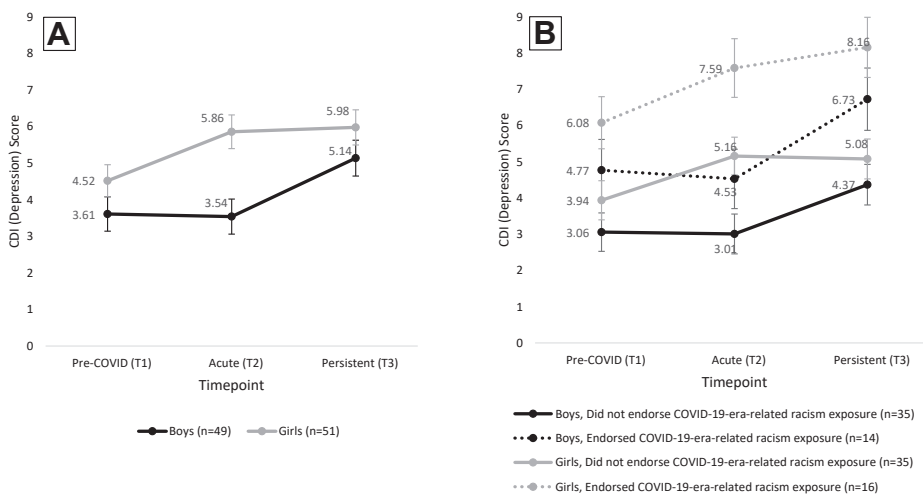 A
9
8
7
6
5
4
3
2
1
0
CDI (Depression) Score
4.52
5.86
5.98
3.61
3.54
5.14
Pre-COVID (T1)
Acute (T2)
Persistent (T3)
Timepoint
Boys (n=49)
Girls (n=51)
B
9
8
7
6
5
4
3
2
1
0
CDI (Depression) Score
6.08
7.59
8.16
4.77
4.53
6.73
3.94
5.16
5.08
3.06
3.01
4.37
Pre-COVID (T1)
Acute (T2)
Persistent (T3)
Timepoint
Boys, Did not endorse COVID-19-era-related racism exposure (n=35)
Boys, Endorsed COVID-19-era-related racism exposure (n=14)
Girls, Did not endorse COVID-19-era-related racism exposure (n=35)
Girls, Endorsed COVID-19-era-related racism exposure (n=16)